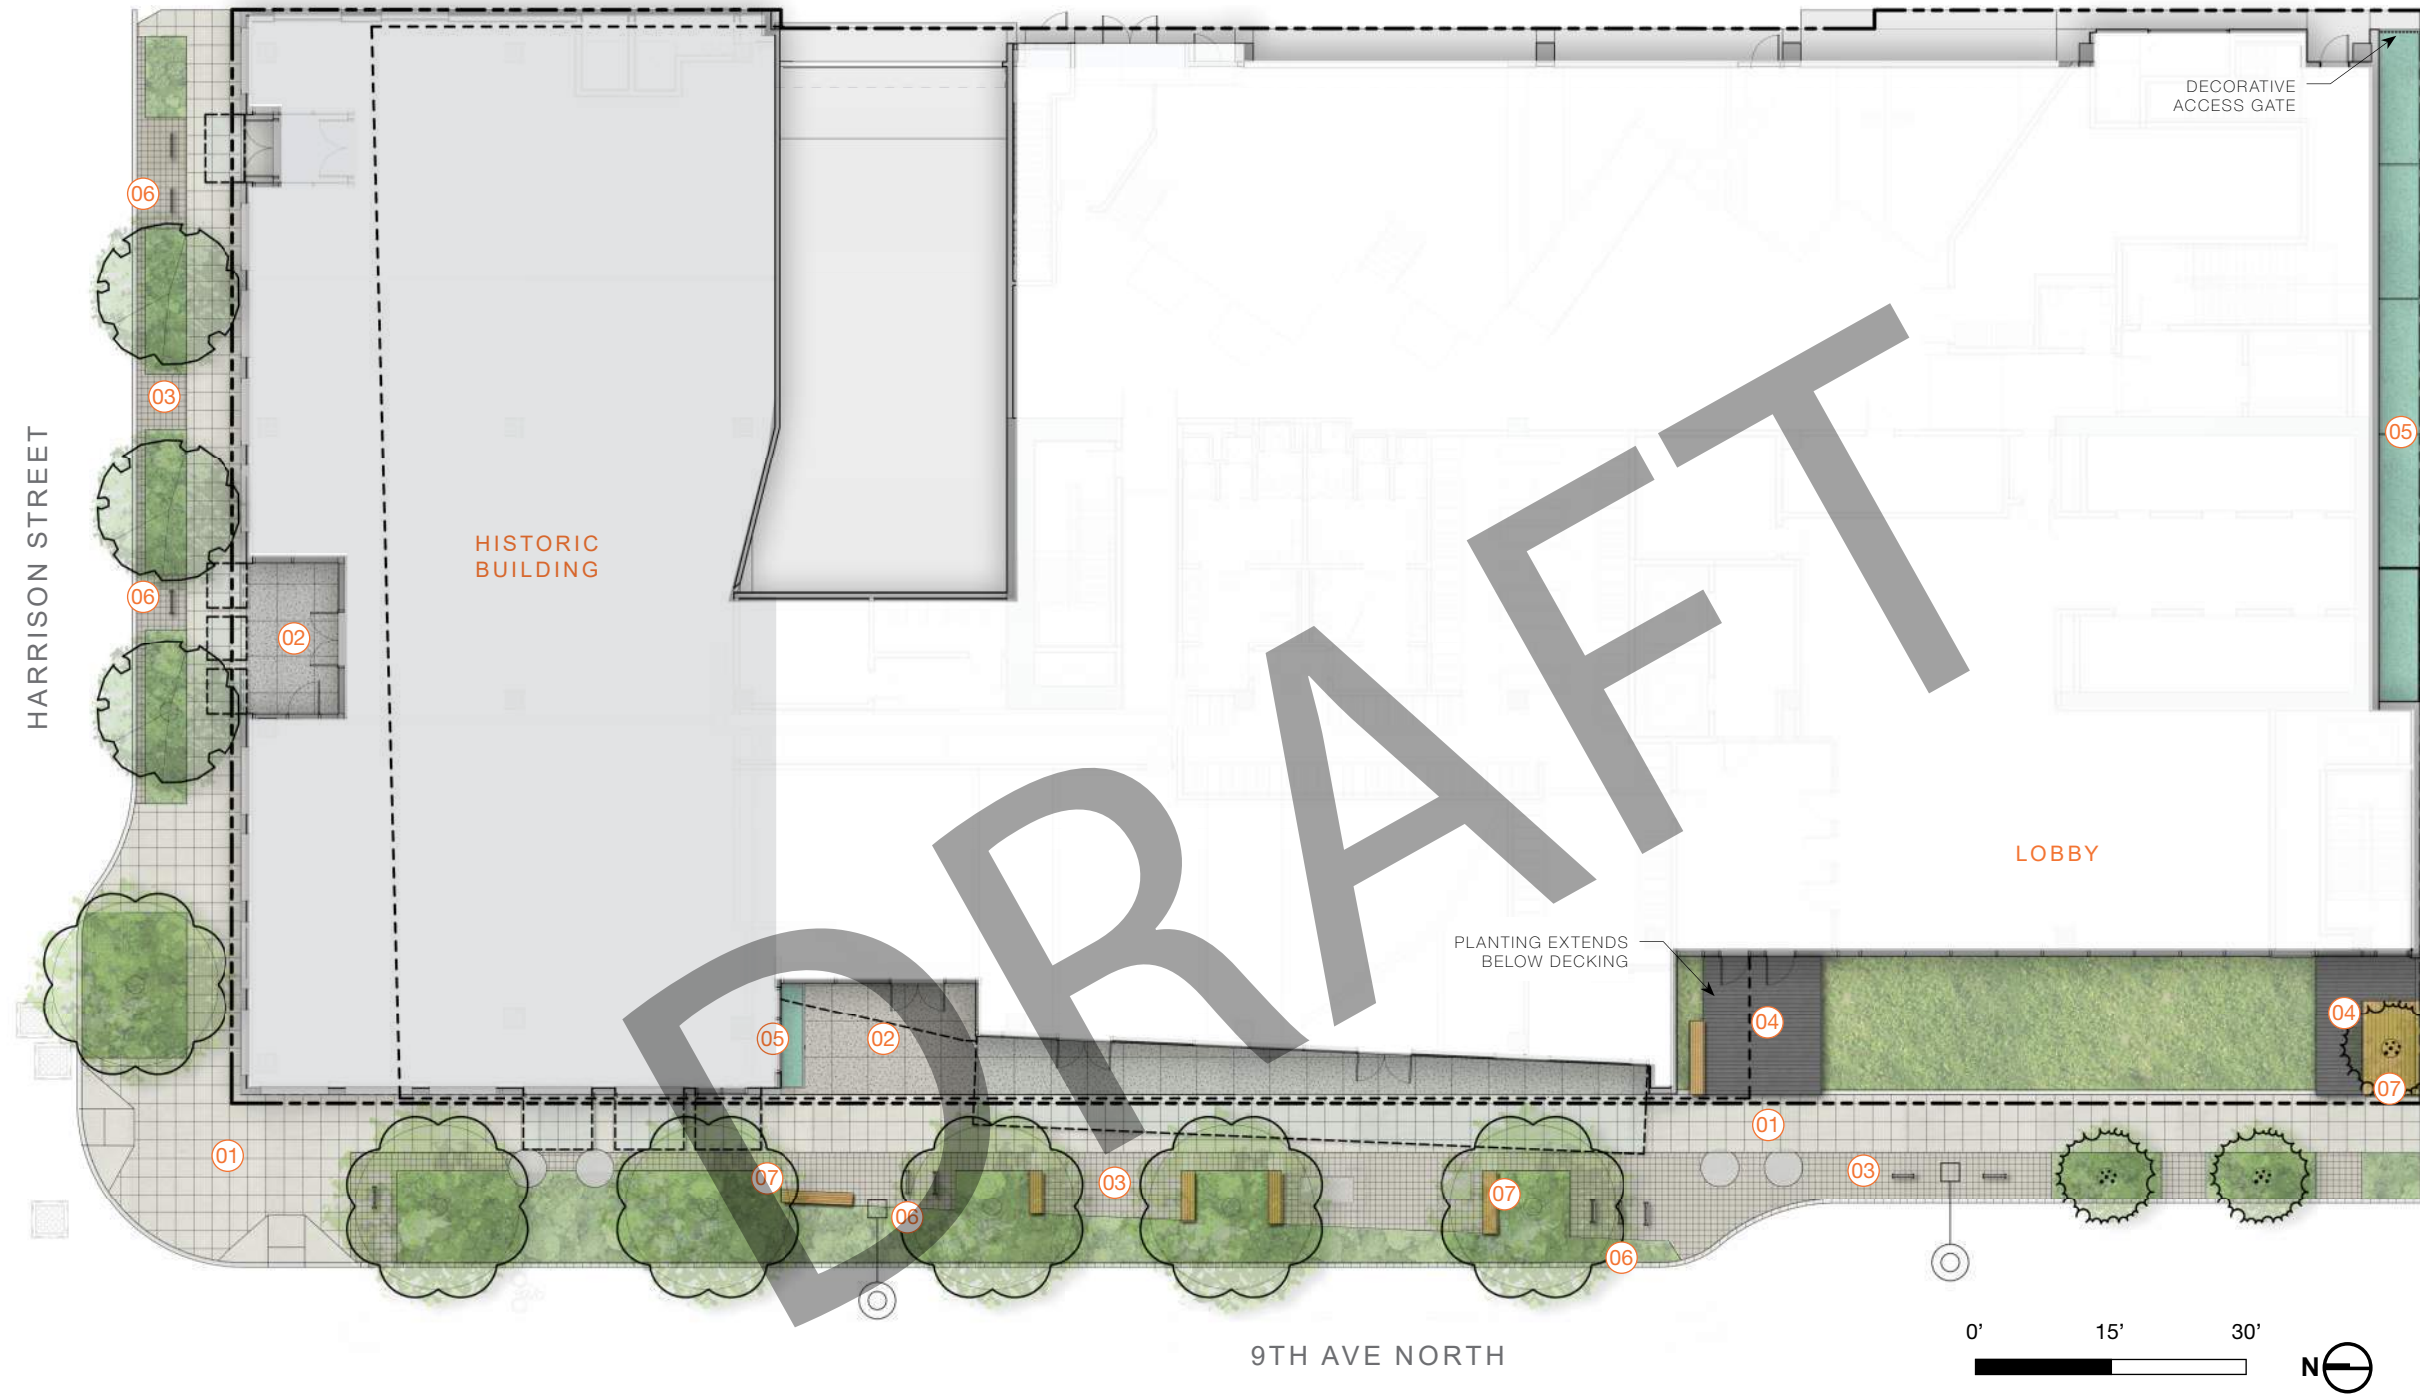 DECORATIVE
ACCESS GATE
06
03
05
HARRISON STREET
HISTORIC
BUILDING
06
02
LOBBY
PLANTING EXTENDS
BELOW DECKING
04
04
05
02
07
01
01
07
03
07
03
06
06
DRAFT
9TH AVE NORTH
0’ 15’ 30’
N